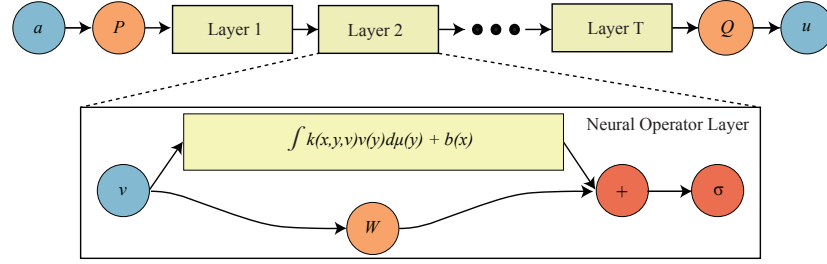 a P Layer 1 Layer 2 Layer T Q u
Neural Operator Layer
∫ k(x,y,v)v(y)dμ(y) + b(x)
v + σ
W